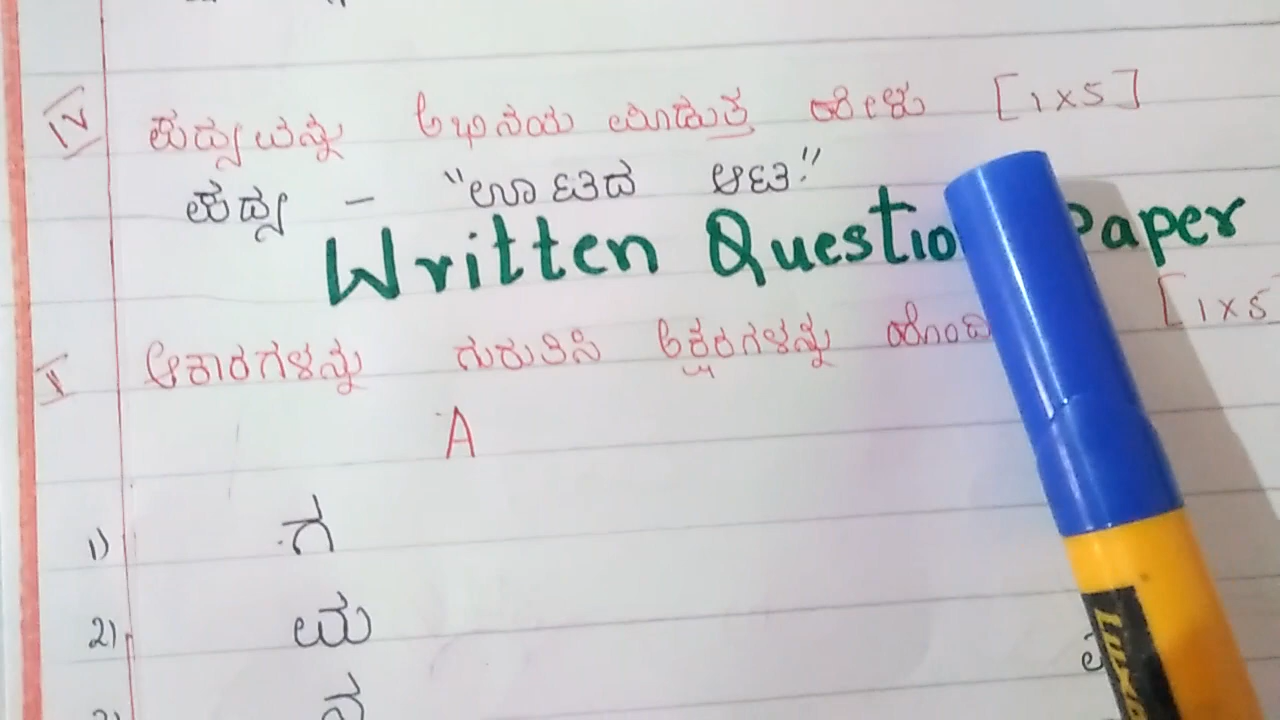 IV ಪದ್ಯವನ್ನು ಅಭಿನಯ ಮಾಡುತ್ತ ಹೇಳು [1x5]
ಪದ್ಯ - "ಊಟದ ಆಟ"
Written Questio Paper
V ಆಕಾರಗಳನ್ನು ಗುರುತಿಸಿ ಅಕ್ಷರಗಳನ್ನು [1x5
A
1) ಗ
2) ಮ